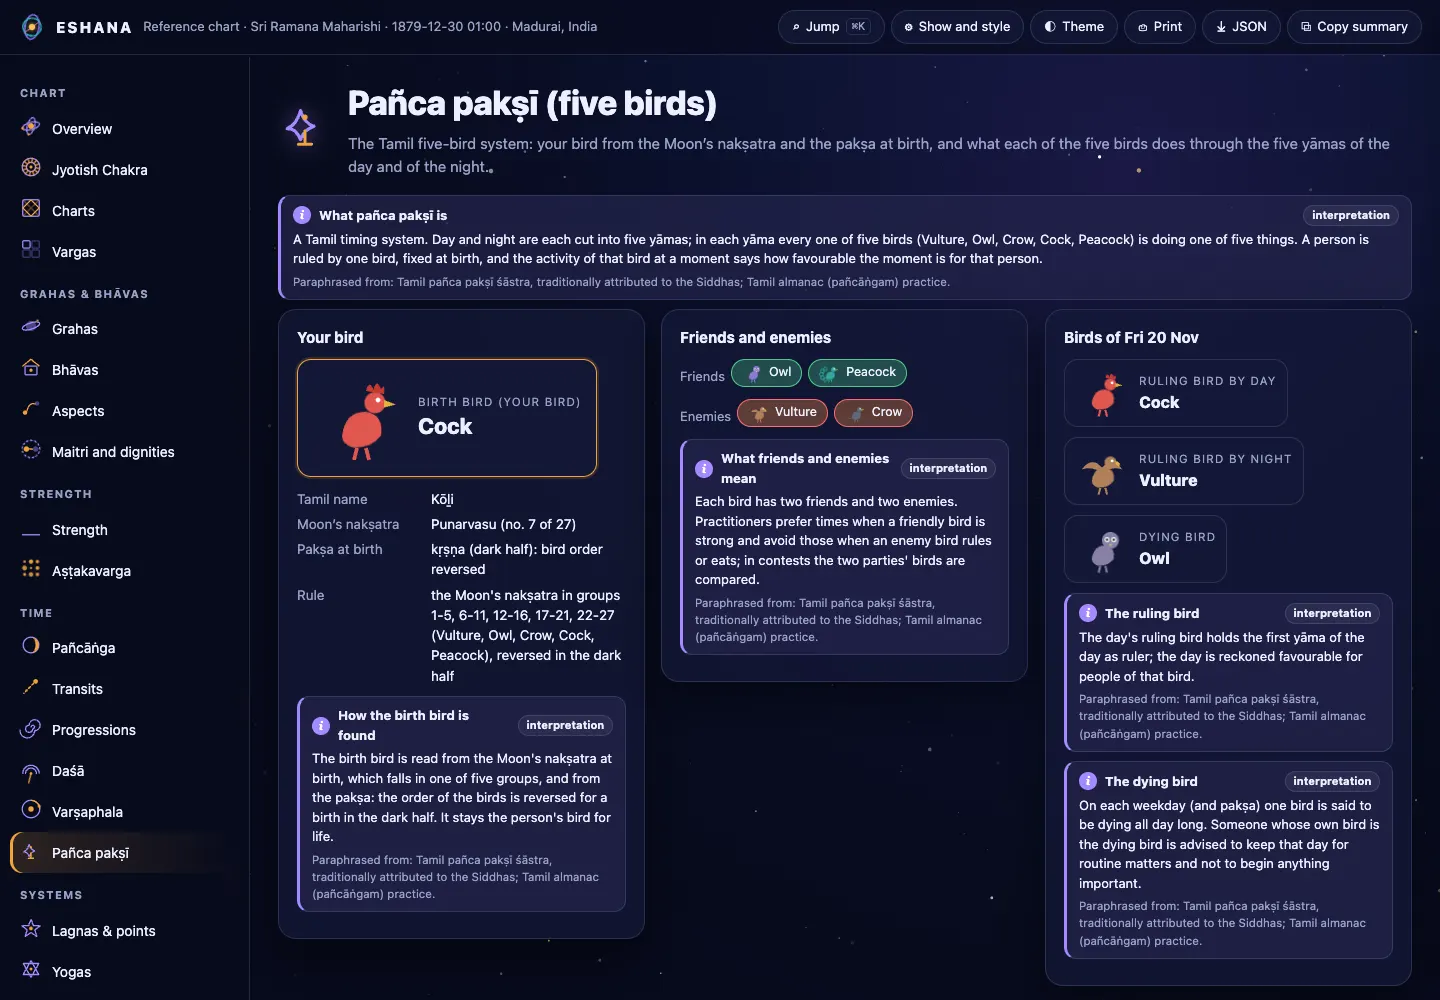 ESHANA
Reference chart · Sri Ramana Maharishi · 1879-12-30 01:00 · Madurai, India
Jump ⌘K
Show and style
Theme
Print
JSON
Copy summary
CHART
Overview
Jyotish Chakra
Charts
Vargas
GRAHAS & BHĀVAS
Grahas
Bhāvas
Aspects
Maitri and dignities
STRENGTH
Strength
Aṣṭakavarga
TIME
Pañcāṅga
Transits
Progressions
Daśā
Varṣaphala
Pañca pakṣī
SYSTEMS
Lagnas & points
Yogas
Pañca pakṣī (five birds)
The Tamil five-bird system: your bird from the Moon’s nakṣatra and the pakṣa at birth, and what each of the five birds does through the five yāmas of the
day and of the night.
What pañca pakṣī is
interpretation
A Tamil timing system. Day and night are each cut into five yāmas; in each yāma every one of five birds (Vulture, Owl, Crow, Cock, Peacock) is doing one of five things. A person is
ruled by one bird, fixed at birth, and the activity of that bird at a moment says how favourable the moment is for that person.
Paraphrased from: Tamil pañca pakṣī śāstra, traditionally attributed to the Siddhas; Tamil almanac (pañcāṅgam) practice.
Your bird
BIRTH BIRD (YOUR BIRD)
Cock
Tamil name Kōḻi
Moon’s nakṣatra Punarvasu (no. 7 of 27)
Pakṣa at birth kṛṣṇa (dark half): bird order
reversed
Rule the Moon's nakṣatra in groups
1-5, 6-11, 12-16, 17-21, 22-27
(Vulture, Owl, Crow, Cock,
Peacock), reversed in the dark
half
How the birth bird is
found
interpretation
The birth bird is read from the Moon's nakṣatra at
birth, which falls in one of five groups, and from
the pakṣa: the order of the birds is reversed for a
birth in the dark half. It stays the person's bird for
life.
Paraphrased from: Tamil pañca pakṣī śāstra,
traditionally attributed to the Siddhas; Tamil almanac
(pañcāṅgam) practice.
Friends and enemies
Friends Owl Peacock
Enemies Vulture Crow
What friends and enemies
mean
interpretation
Each bird has two friends and two enemies.
Practitioners prefer times when a friendly bird is
strong and avoid those when an enemy bird rules
or eats; in contests the two parties' birds are
compared.
Paraphrased from: Tamil pañca pakṣī śāstra,
traditionally attributed to the Siddhas; Tamil almanac
(pañcāṅgam) practice.
Birds of Fri 20 Nov
RULING BIRD BY DAY
Cock
RULING BIRD BY NIGHT
Vulture
DYING BIRD
Owl
The ruling bird
interpretation
The day's ruling bird holds the first yāma of the
day as ruler; the day is reckoned favourable for
people of that bird.
Paraphrased from: Tamil pañca pakṣī śāstra,
traditionally attributed to the Siddhas; Tamil almanac
(pañcāṅgam) practice.
The dying bird
interpretation
On each weekday (and pakṣa) one bird is said to
be dying all day long. Someone whose own bird is
the dying bird is advised to keep that day for
routine matters and not to begin anything
important.
Paraphrased from: Tamil pañca pakṣī śāstra,
traditionally attributed to the Siddhas; Tamil almanac
(pañcāṅgam) practice.